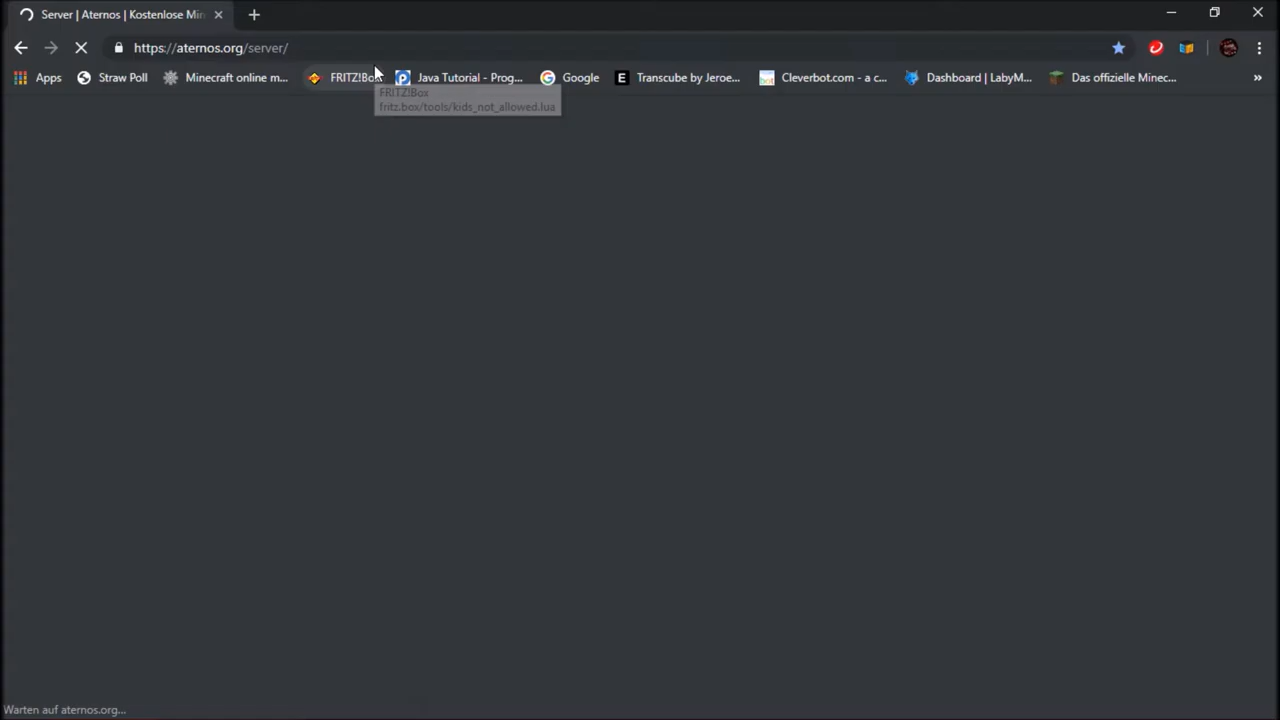 Server | Aternos | Kostenlose Min
https://aternos.org/server/
Apps
Straw Poll
Minecraft online m...
FRITZ!Box
Java Tutorial - Prog...
Google
E
Transcube by Jeroe...
bot
Cleverbot.com - a c...
Dashboard | LabyM...
Das offizielle Minec...
»
FRITZ!Box
fritz.box/tools/kids_not_allowed.lua
Warten auf aternos.org...